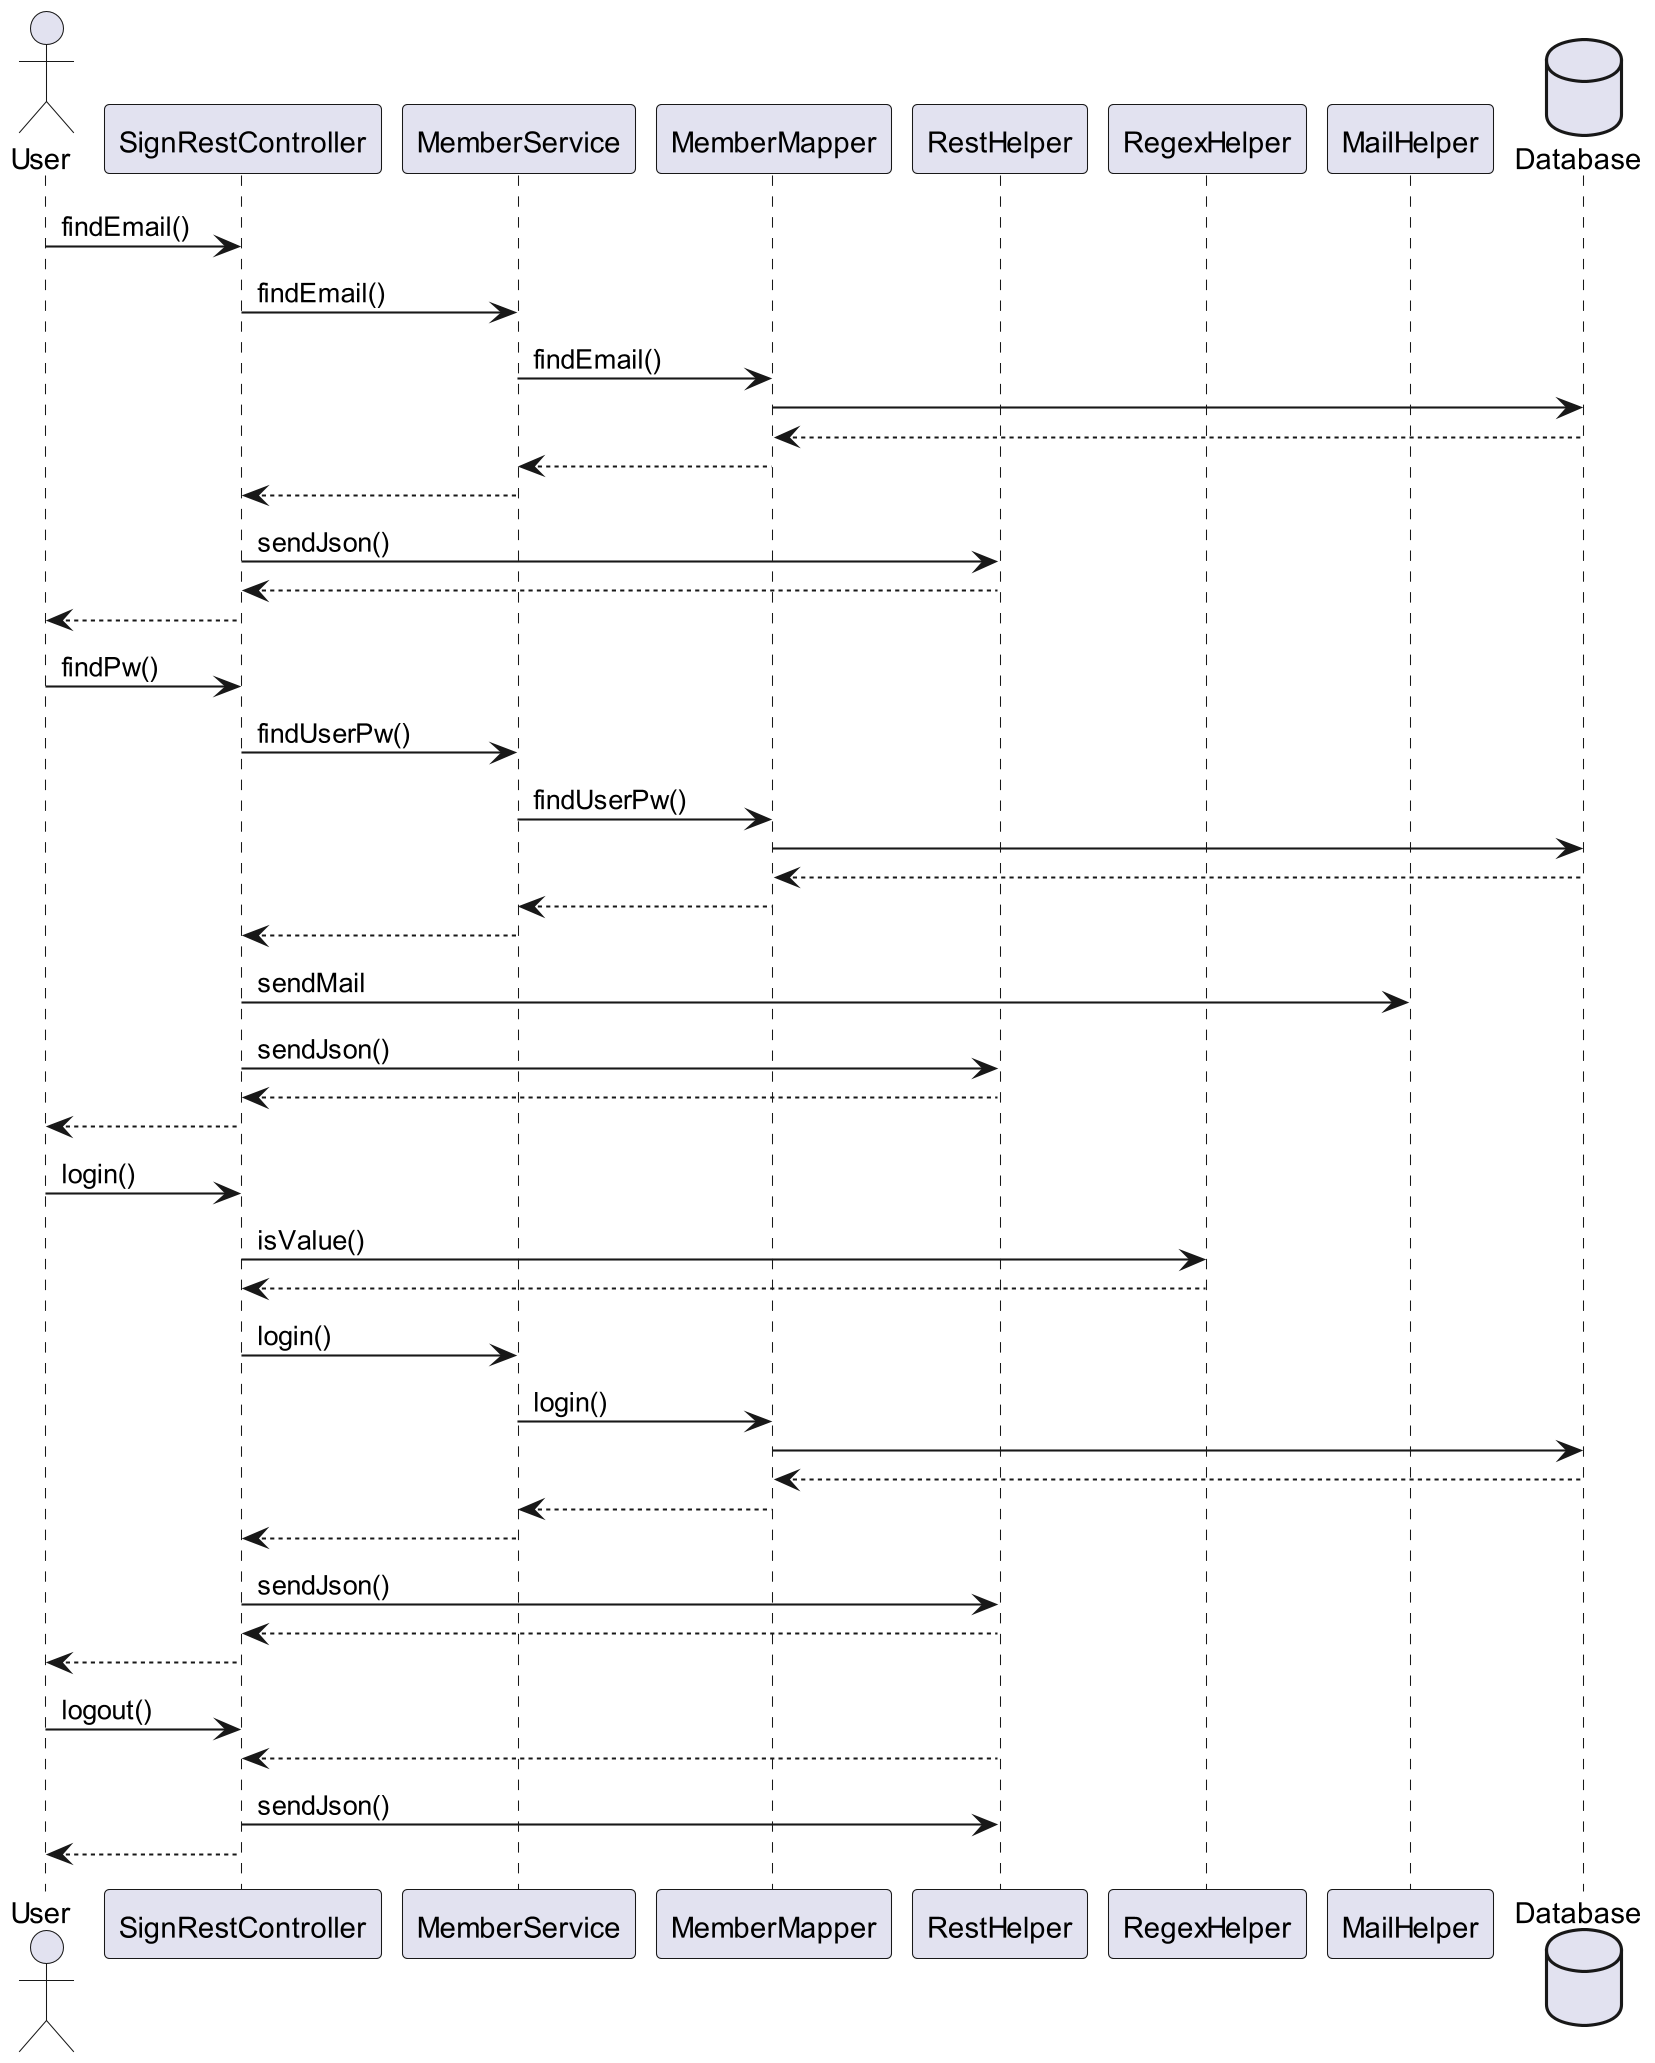 User
SignRestController
MemberService
MemberMapper
RestHelper
RegexHelper
MailHelper
Database
findEmail()
findEmail()
findEmail()
sendJson()
findPw()
findUserPw()
findUserPw()
sendMail
sendJson()
login()
isValue()
login()
login()
sendJson()
logout()
sendJson()
User
SignRestController
MemberService
MemberMapper
RestHelper
RegexHelper
MailHelper
Database